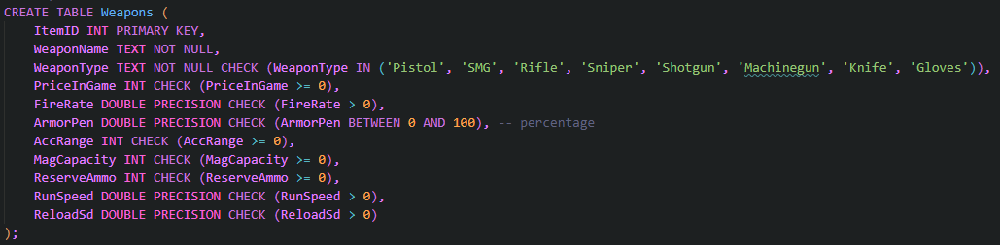 CREATE TABLE Weapons (
    ItemID INT PRIMARY KEY,
    WeaponName TEXT NOT NULL,
    WeaponType TEXT NOT NULL CHECK (WeaponType IN ('Pistol', 'SMG', 'Rifle', 'Sniper', 'Shotgun', 'Machinegun', 'Knife', 'Gloves')),
    PriceInGame INT CHECK (PriceInGame >= 0),
    FireRate DOUBLE PRECISION CHECK (FireRate > 0),
    ArmorPen DOUBLE PRECISION CHECK (ArmorPen BETWEEN 0 AND 100), -- percentage
    AccRange INT CHECK (AccRange >= 0),
    MagCapacity INT CHECK (MagCapacity >= 0),
    ReserveAmmo INT CHECK (ReserveAmmo >= 0),
    RunSpeed DOUBLE PRECISION CHECK (RunSpeed > 0),
    ReloadSd DOUBLE PRECISION CHECK (ReloadSd > 0)
);